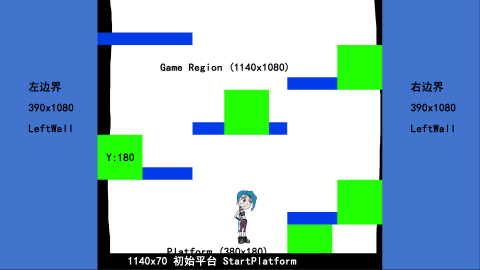 Game Region (1140x1080)
左边界
390x1080
LeftWall
右边界
390x1080
LeftWall
Y:180
Platform (380x180)
1140x70 初始平台 StartPlatform